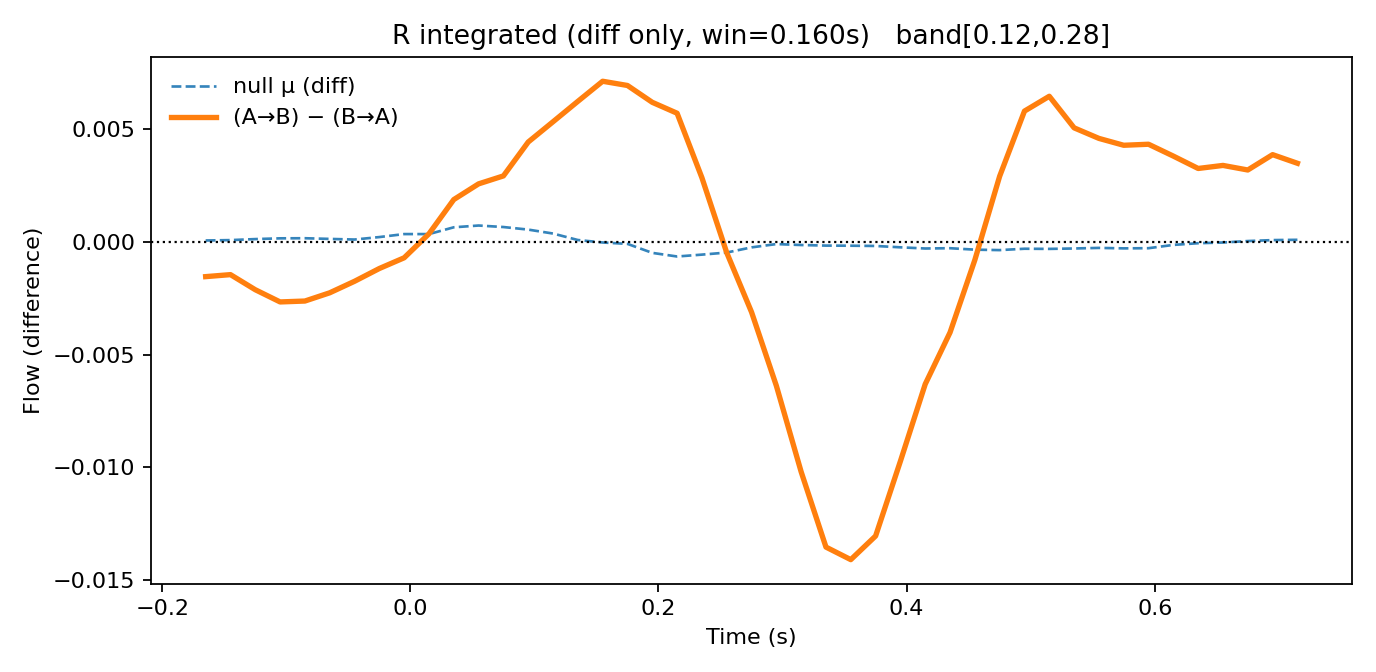 R integrated (diff only, win=0.160s)   band[0.12,0.28]
null μ (diff)
(A→B) − (B→A)
Flow (difference)
0.005
0.000
−0.005
−0.010
−0.015
−0.2
0.0
0.2
0.4
0.6
Time (s)